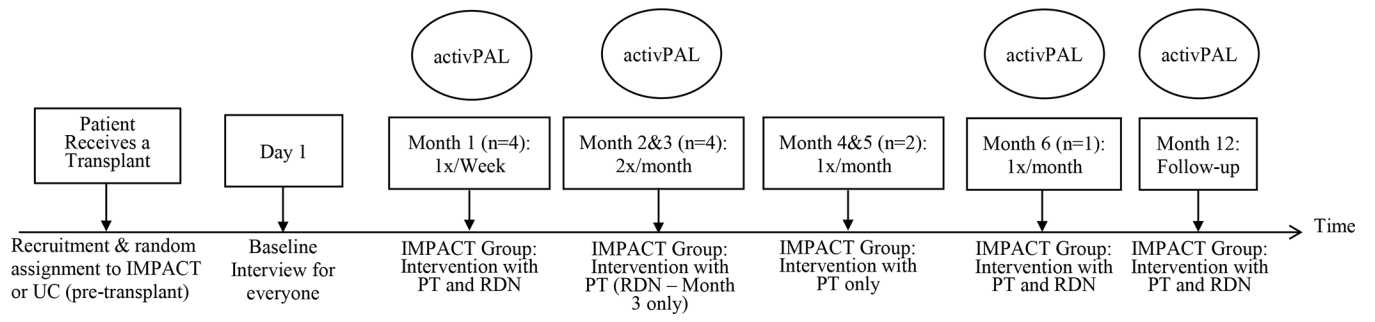 activPAL
activPAL
activPAL
activPAL
Patient
Receives a
Transplant
Day 1
Month 1 (n=4):
1x/Week
Month 2&3 (n=4):
2x/month
Month 4&5 (n=2):
1x/month
Month 6 (n=1):
1x/month
Month 12:
Follow-up
Time
Recruitment & random
assignment to IMPACT
or UC (pre-transplant)
Baseline
Interview for
everyone
IMPACT Group:
Intervention with
PT and RDN
IMPACT Group:
Intervention with
PT (RDN – Month
3 only)
IMPACT Group:
Intervention with
PT only
IMPACT Group:
Intervention with
PT and RDN
IMPACT Group:
Intervention with
PT and RDN